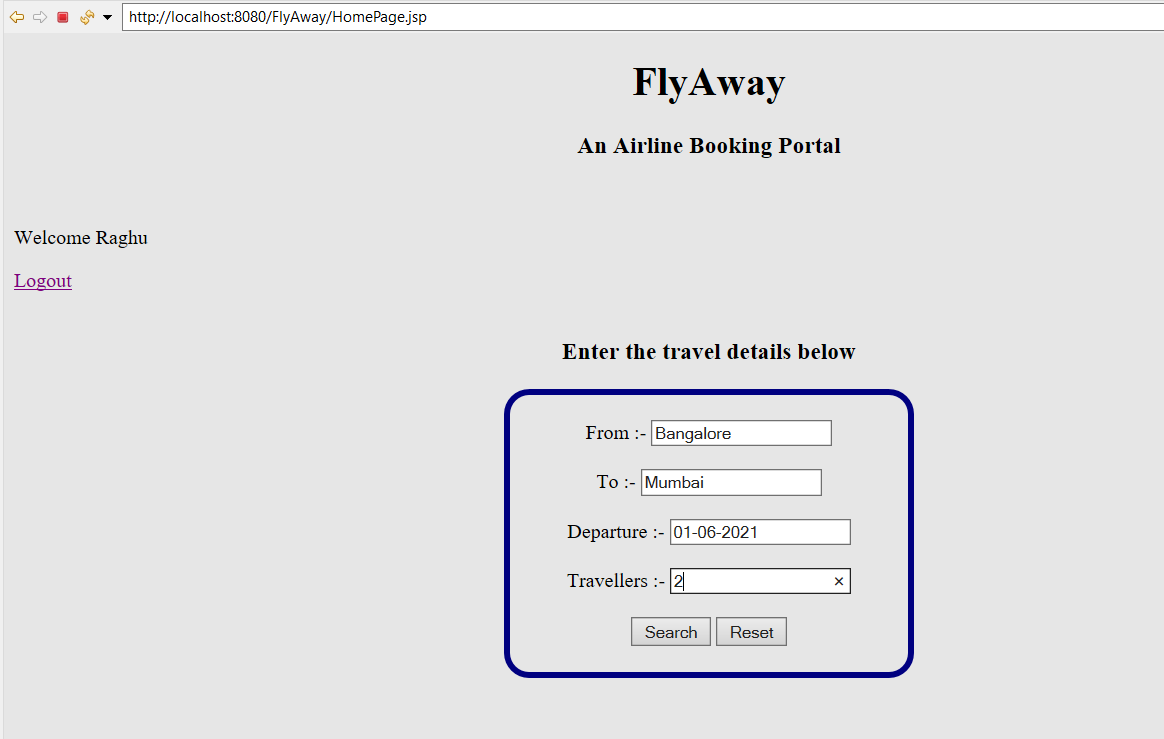 http://localhost:8080/FlyAway/HomePage.jsp
FlyAway
An Airline Booking Portal
Welcome Raghu
Logout
Enter the travel details below
From :- Bangalore
To :- Mumbai
Departure :- 01-06-2021
Travellers :- 2 ×
Search Reset